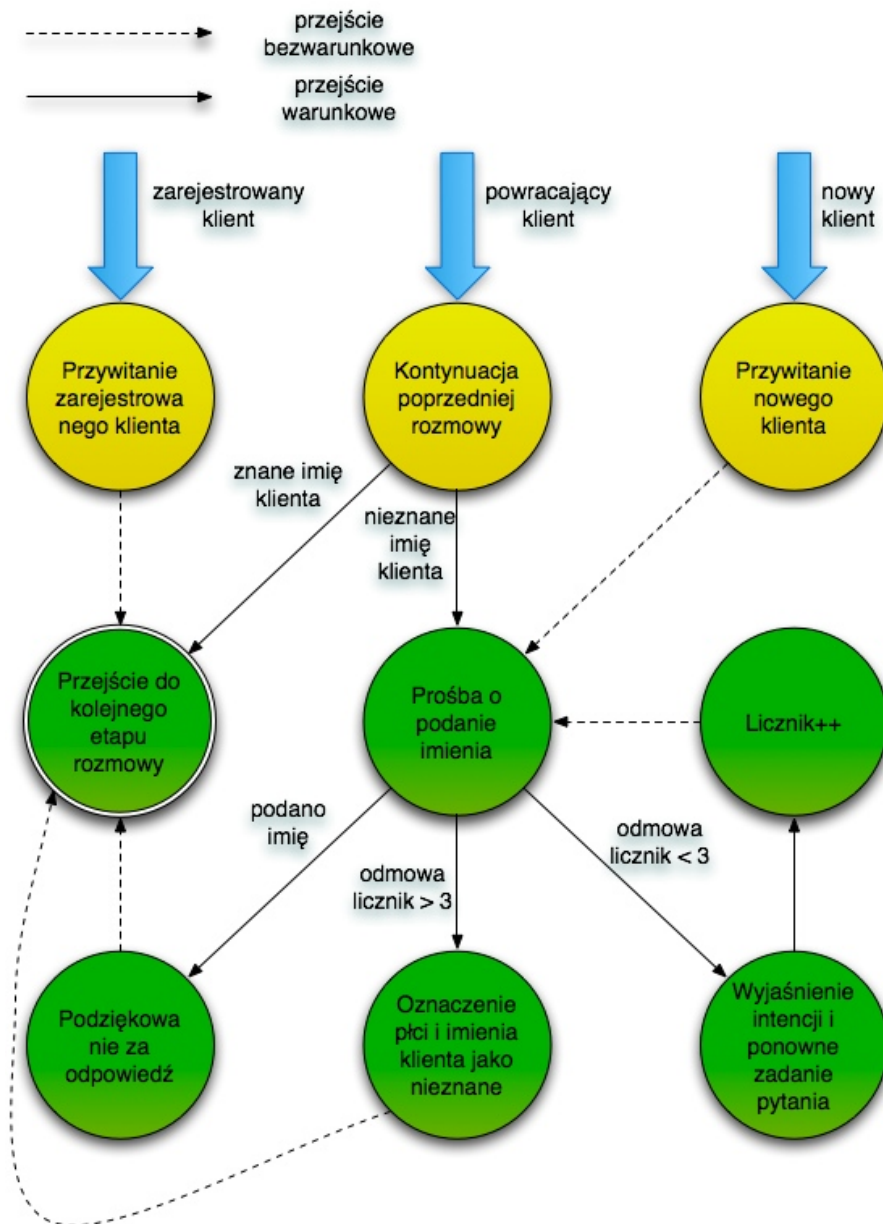 przejście
bezwarunkowe
przejście
warunkowe
zarejestrowany
klient
powracający
klient
nowy
klient
Przywitanie
zarejestrowa
nego klienta
Kontynuacja
poprzedniej
rozmowy
Przywitanie
nowego
klienta
znane imię
klienta
nieznane
imię
klienta
Przejście do
kolejnego
etapu
rozmowy
Prośba o
podanie
imienia
Licznik++
podano
imię
odmowa
licznik > 3
odmowa
licznik < 3
Podziękowa
nie za
odpowiedź
Oznaczenie
płci i imienia
klienta jako
nieznane
Wyjaśnienie
intencji i
ponowne
zadanie
pytania